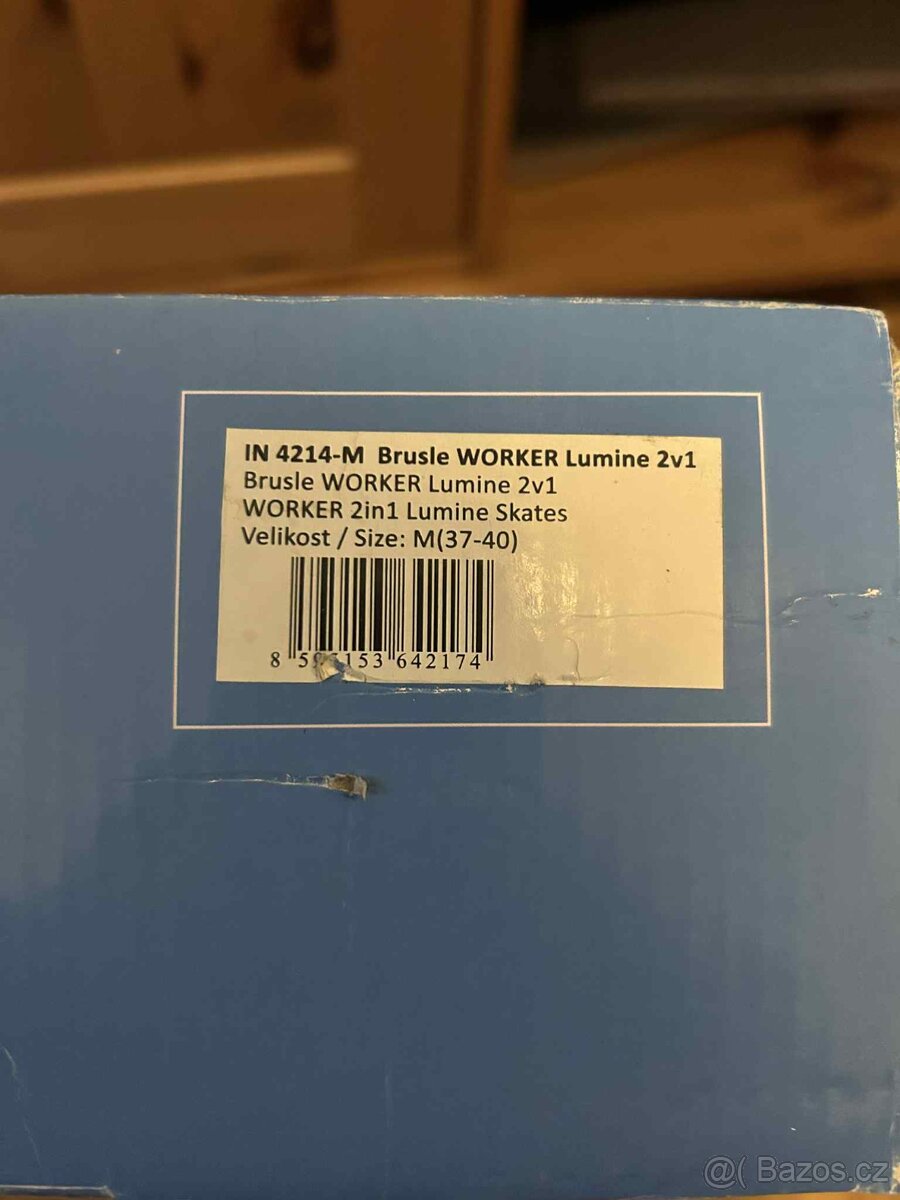 IN 4214-M Brusle WORKER Lumine 2v1
Brusle WORKER Lumine 2v1
WORKER 2in1 Lumine Skates
Velikost / Size: M(37-40)
642174
@( Bazos.cz